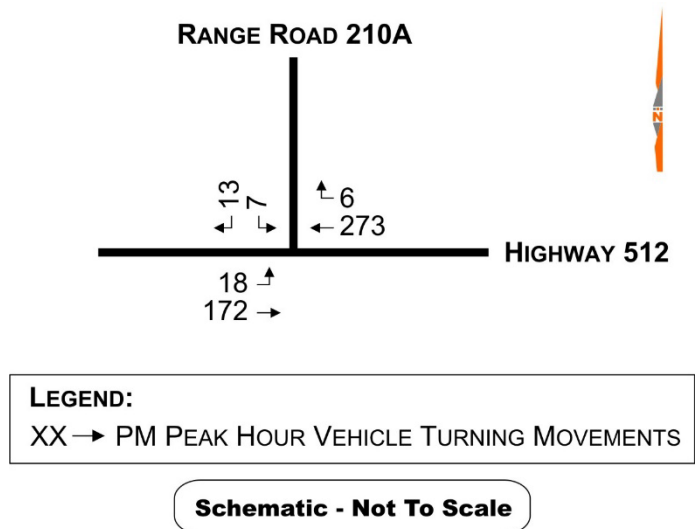 RANGE ROAD 210A
N
13
7
6
273
HIGHWAY 512
18
172
LEGEND:
XX → PM PEAK HOUR VEHICLE TURNING MOVEMENTS
Schematic - Not To Scale